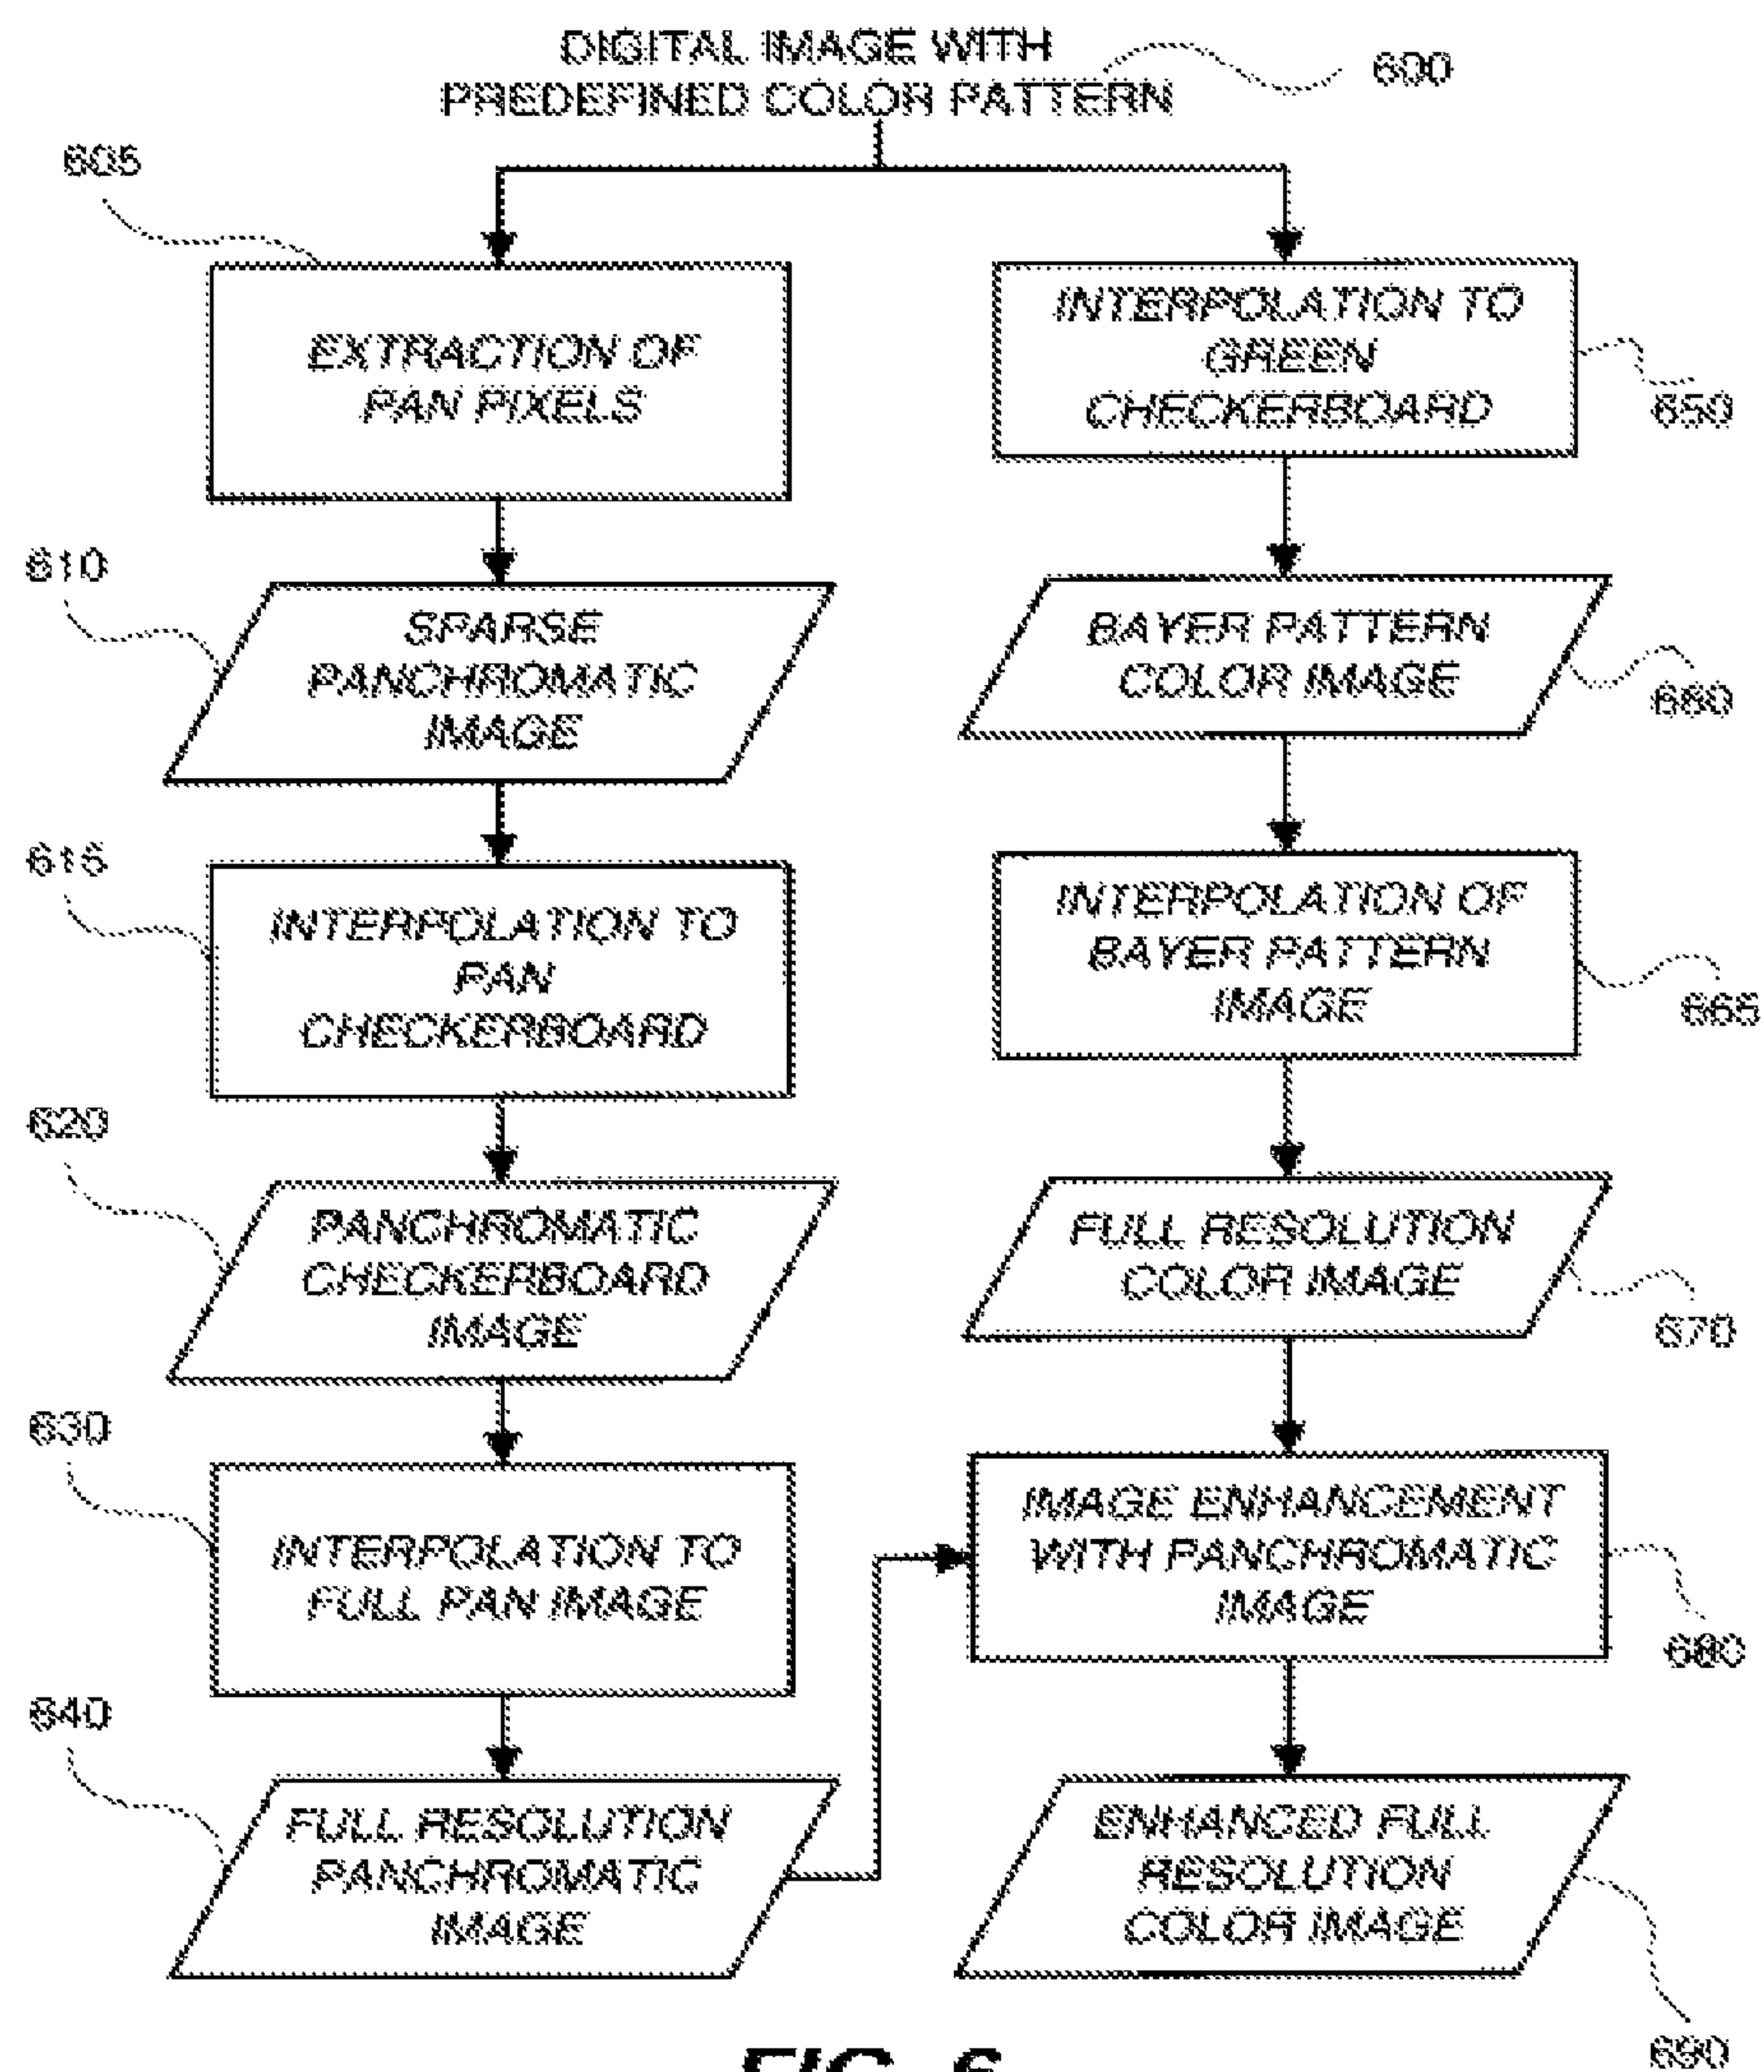 DIGITAL IMAGE WITH
PREDEFINED COLOR PATTERN
600
605
EXTRACTION OF
PAN PIXELS
610
SPARSE
PANCHROMATIC
IMAGE
615
INTERPOLATION TO
PAN
CHECKERBOARD
620
PANCHROMATIC
CHECKERBOARD
IMAGE
630
INTERPOLATION TO
FULL PAN IMAGE
640
FULL RESOLUTION
PANCHROMATIC
IMAGE
INTERPOLATION TO
GREEN
CHECKERBOARD
650
BAYER PATTERN
COLOR IMAGE
660
INTERPOLATION OF
BAYER PATTERN
IMAGE
665
FULL RESOLUTION
COLOR IMAGE
670
IMAGE ENHANCEMENT
WITH PANCHROMATIC
IMAGE
680
ENHANCED FULL
RESOLUTION
COLOR IMAGE
690
FIG. 6